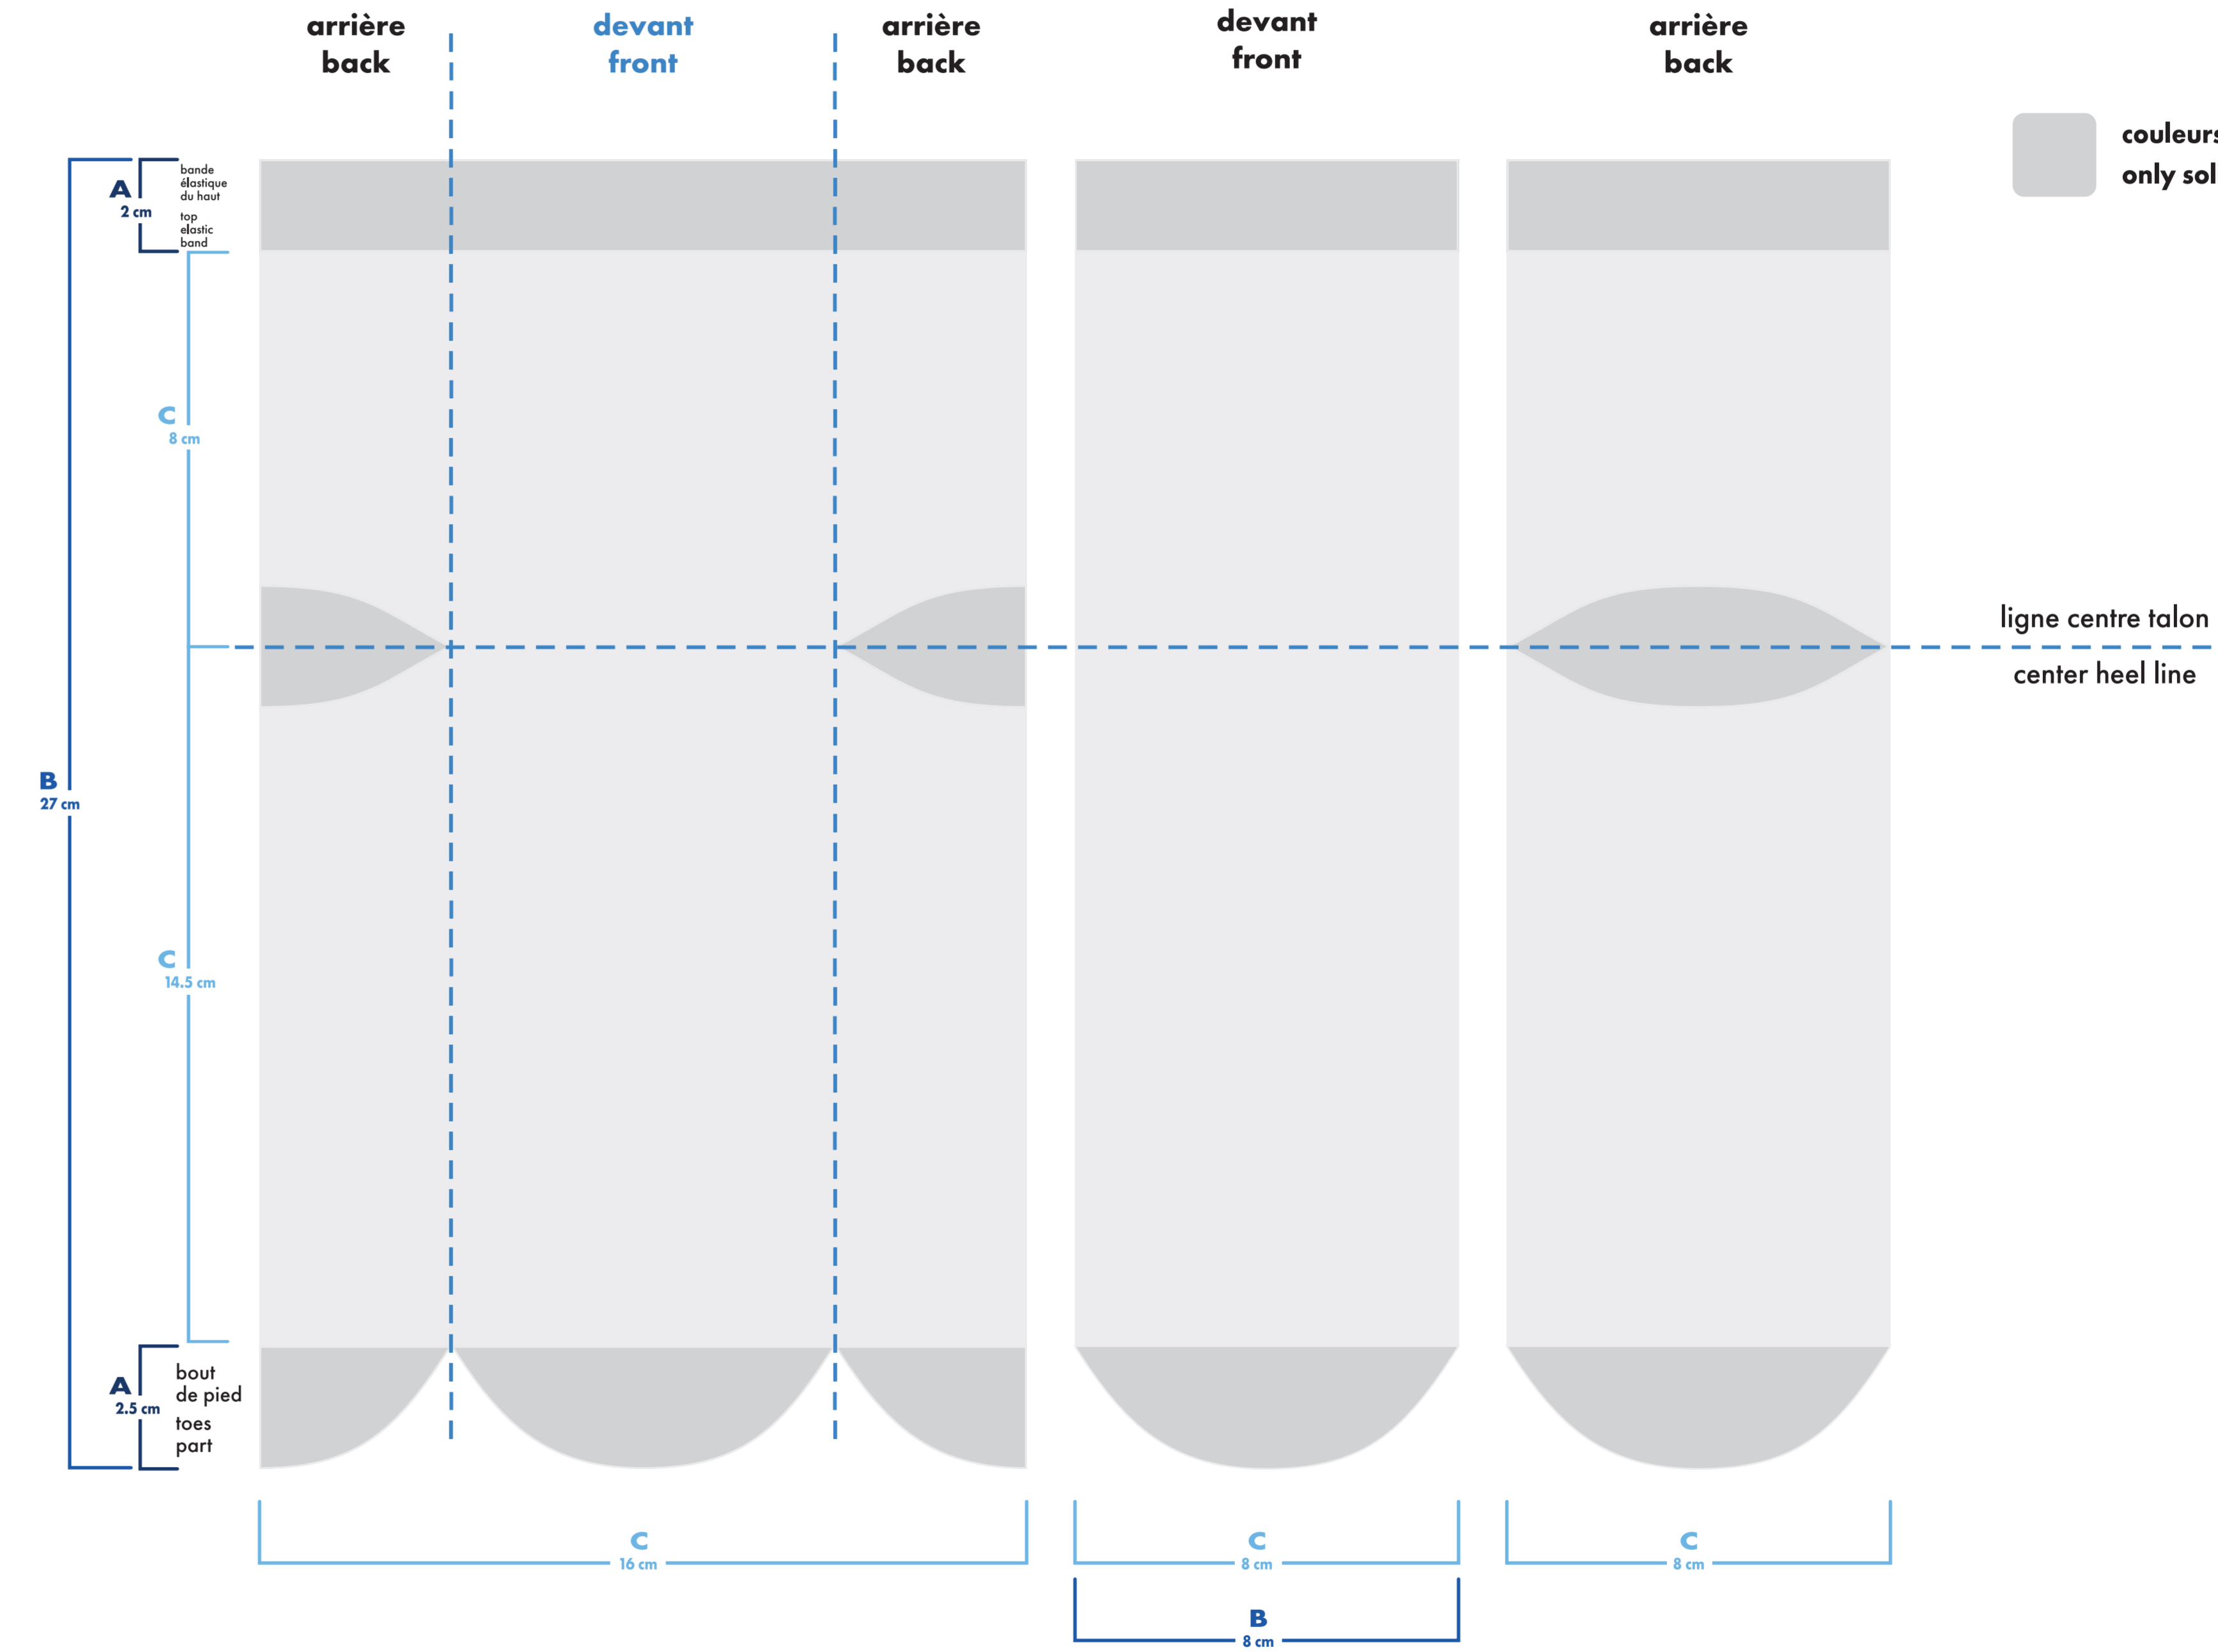 arrière
back
devant
front
arrière
back
devant
front
arrière
back
couleurs
only sol
A
2 cm
bande
élastique
du haut
top
elastic
band
C
8 cm
ligne centre talon
center heel line
B
27 cm
C
14.5 cm
A
2.5 cm
bout
de pied
toes
part
C
16 cm
C
8 cm
C
8 cm
B
8 cm